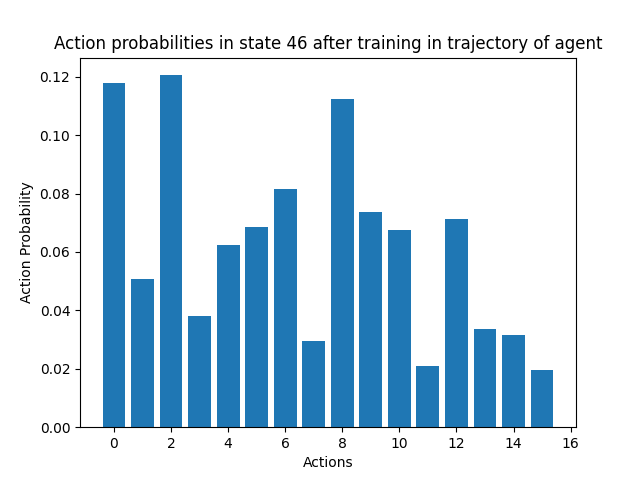 Action probabilities in state 46 after training in trajectory of agent
0.12
0.10
0.08
0.06
0.04
0.02
0.00
Action Probability
0 2 4 6 8 10 12 14 16
Actions